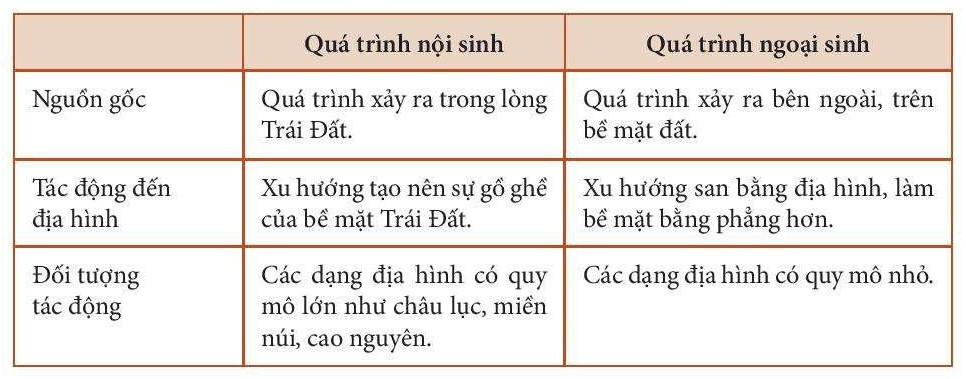 Quá trình nội sinh
Quá trình ngoại sinh
Nguồn gốc
Quá trình xảy ra trong lòng
Trái Đất.
Quá trình xảy ra bên ngoài, trên
bề mặt đất.
Tác động đến
địa hình
Xu hướng tạo nên sự gồ ghề
của bề mặt Trái Đất.
Xu hướng san bằng địa hình, làm
bề mặt bằng phẳng hơn.
Đối tượng
tác động
Các dạng địa hình có quy
mô lớn như châu lục, miền
núi, cao nguyên.
Các dạng địa hình có quy mô nhỏ.